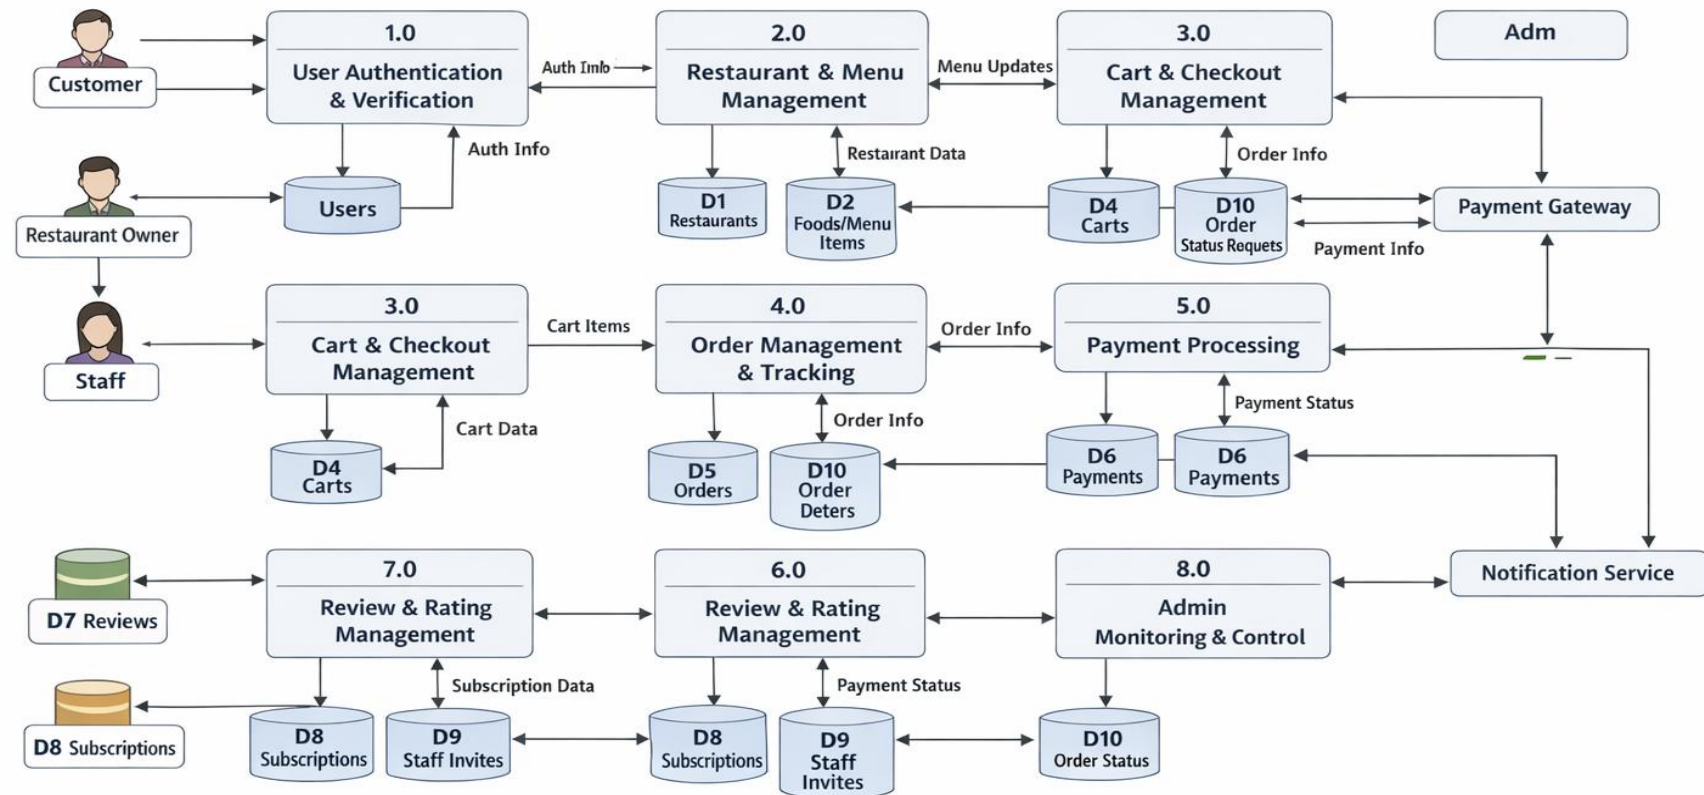 Customer
Restaurant Owner
Staff
D7 Reviews
D8 Subscriptions
1.0
User Authentication
& Verification
Auth Imlo
Auth Info
Users
2.0
Restaurant & Menu
Management
Menu Updates
Restaurant Data
D1
Restaurants
D2
Foods/Menu
Items
3.0
Cart & Checkout
Management
Order Info
D4
Carts
D10
Order
Status Requets
Adm
Payment Gateway
Payment Info
3.0
Cart & Checkout
Management
Cart Items
Cart Data
D4
Carts
4.0
Order Management
& Tracking
Order Info
Order Info
D5
Orders
D10
Order
Deters
5.0
Payment Processing
Payment Status
D6
Payments
D6
Payments
7.0
Review & Rating
Management
Subscription Data
D8
Subscriptions
D9
Staff Invites
6.0
Review & Rating
Management
Payment Status
D8
Subscriptions
D9
Staff
Invites
8.0
Admin
Monitoring & Control
D10
Order Status
Notification Service